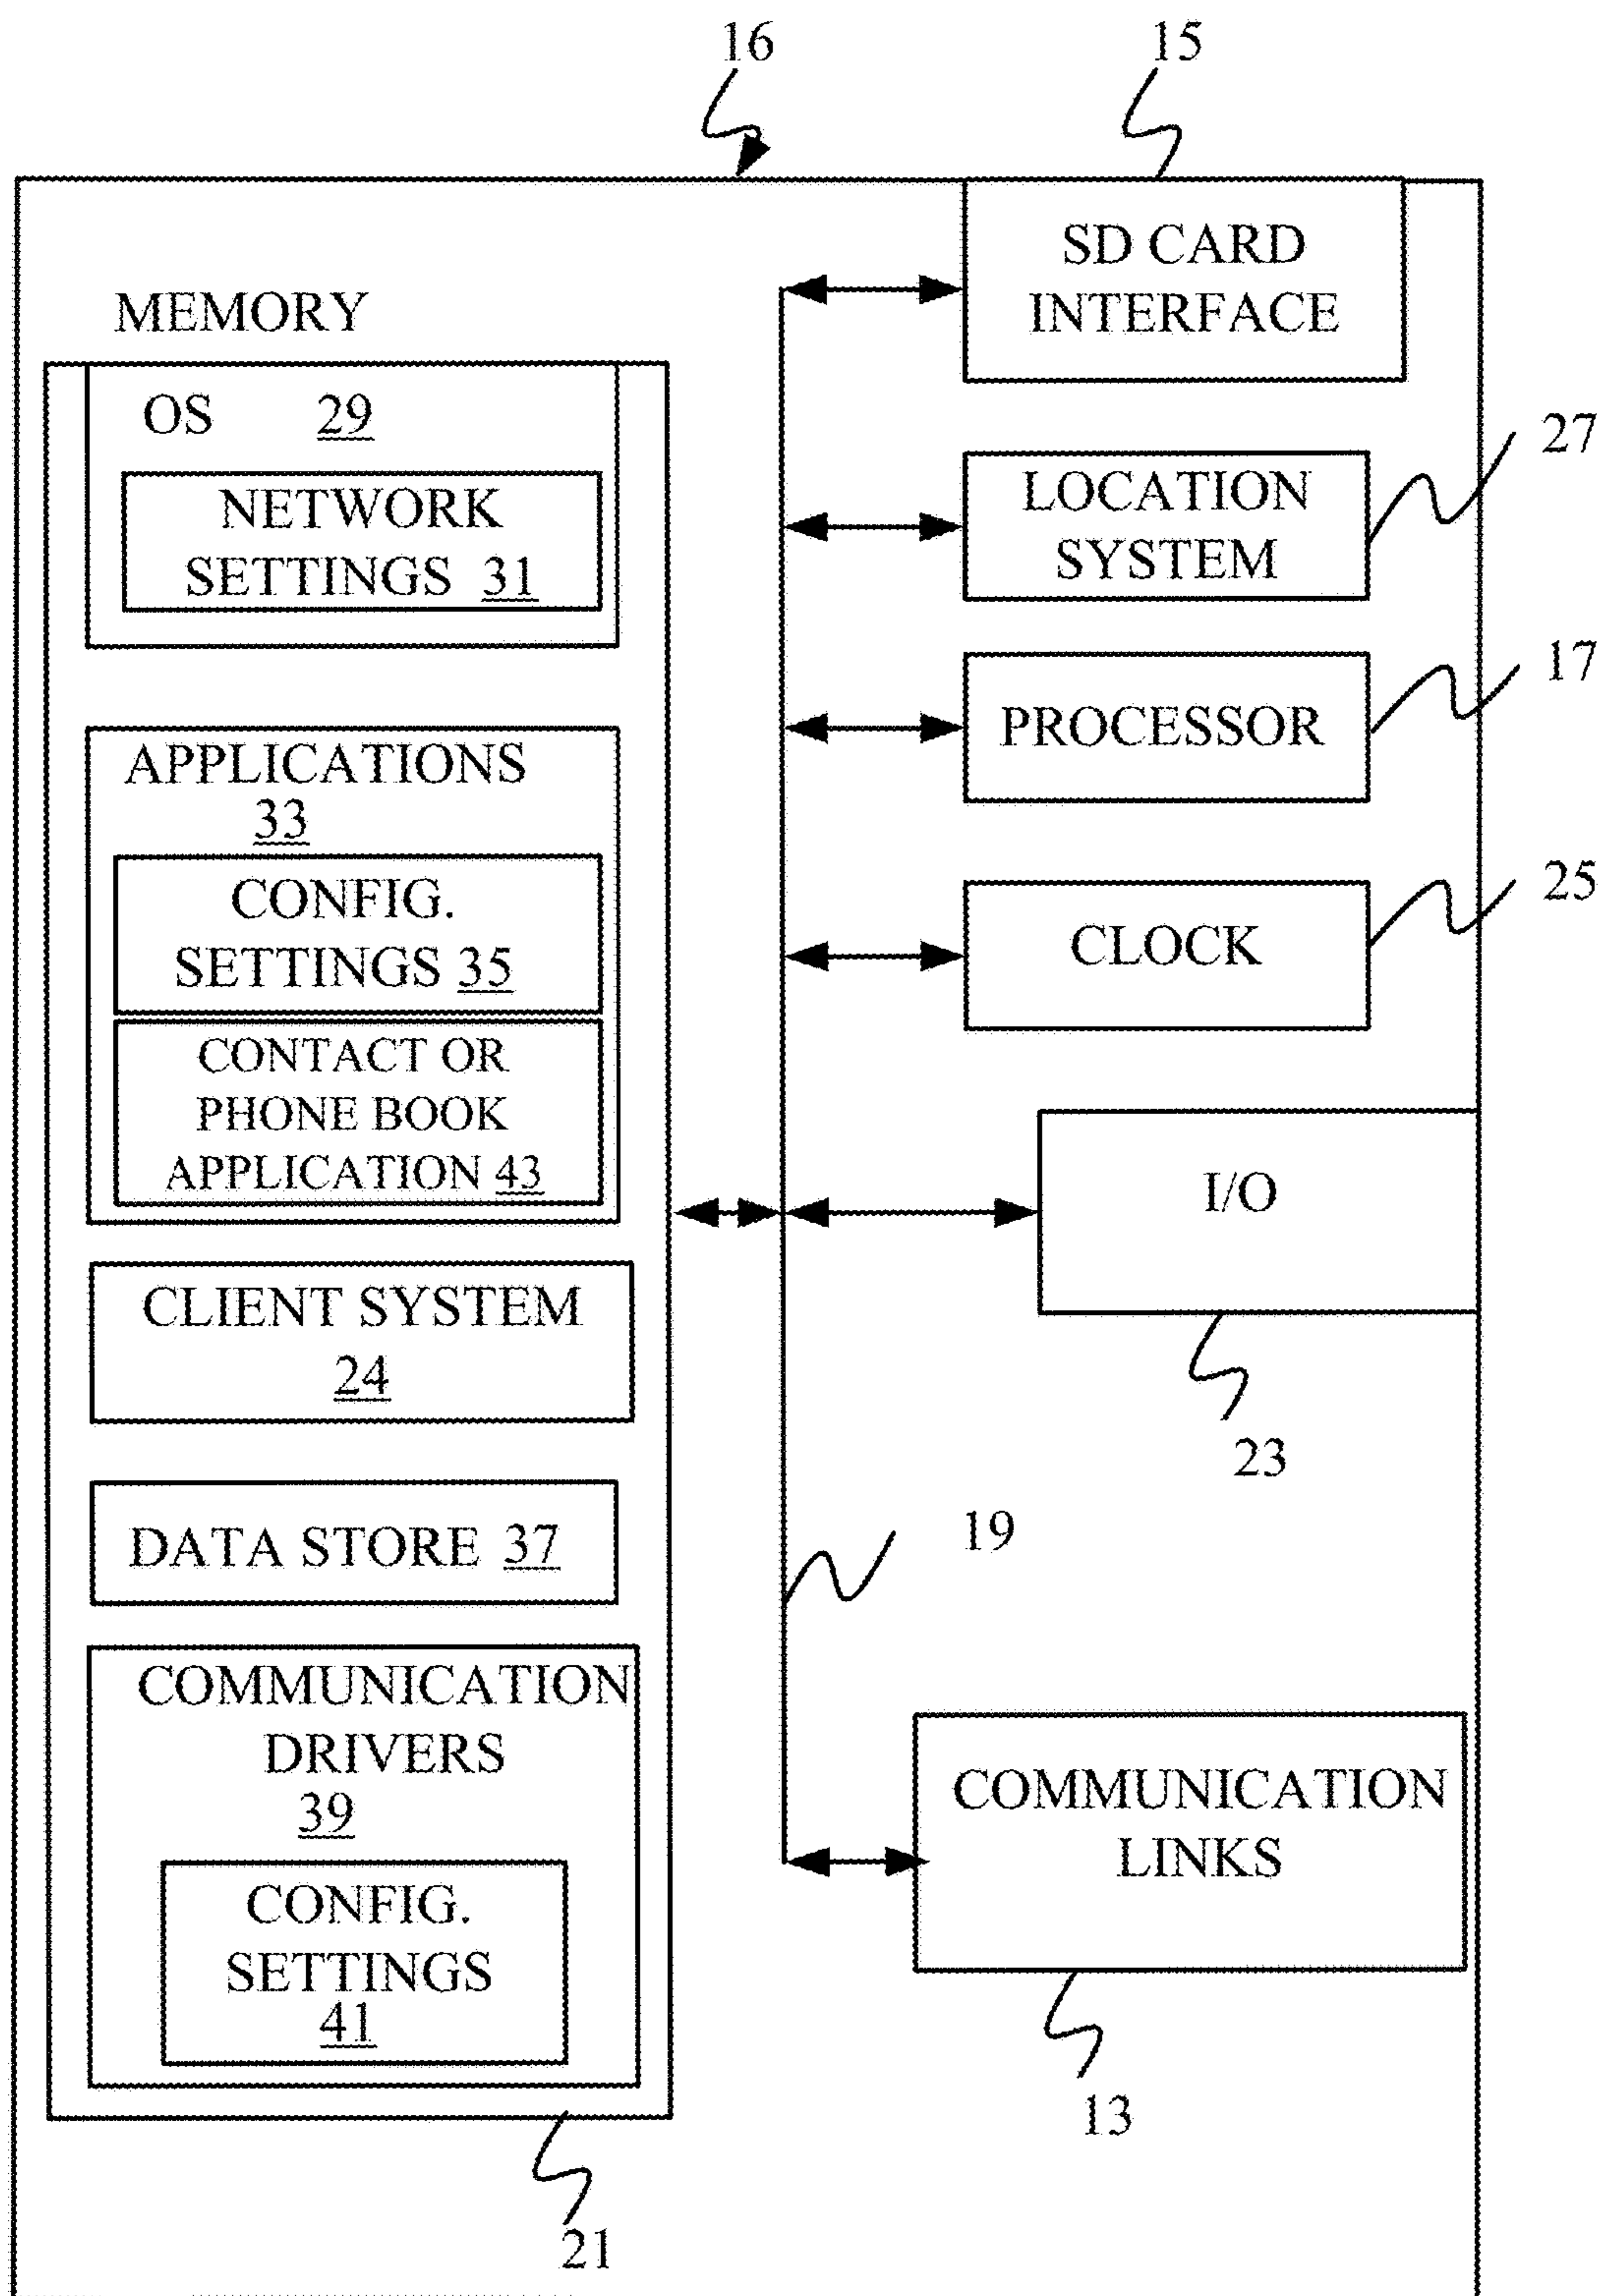 16
15
SD CARD
INTERFACE
MEMORY
OS 29
NETWORK
SETTINGS 31
27
LOCATION
SYSTEM
17
PROCESSOR
APPLICATIONS
33
CONFIG.
SETTINGS 35
25
CLOCK
CONTACT OR
PHONE BOOK
APPLICATION 43
I/O
23
CLIENT SYSTEM
24
DATA STORE 37
19
COMMUNICATION
DRIVERS
39
CONFIG.
SETTINGS
41
COMMUNICATION
LINKS
13
21